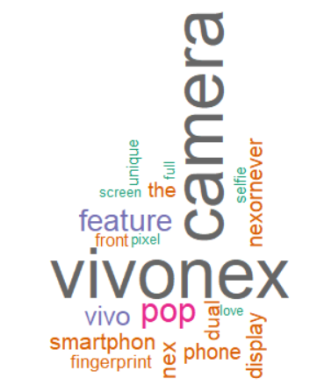 camera
unique
full
screen
the
selfie
nexornever
feature
front
pixel
vivonex
vivo
pop
dual
love
smartphon
nex
phone
display
fingerprint